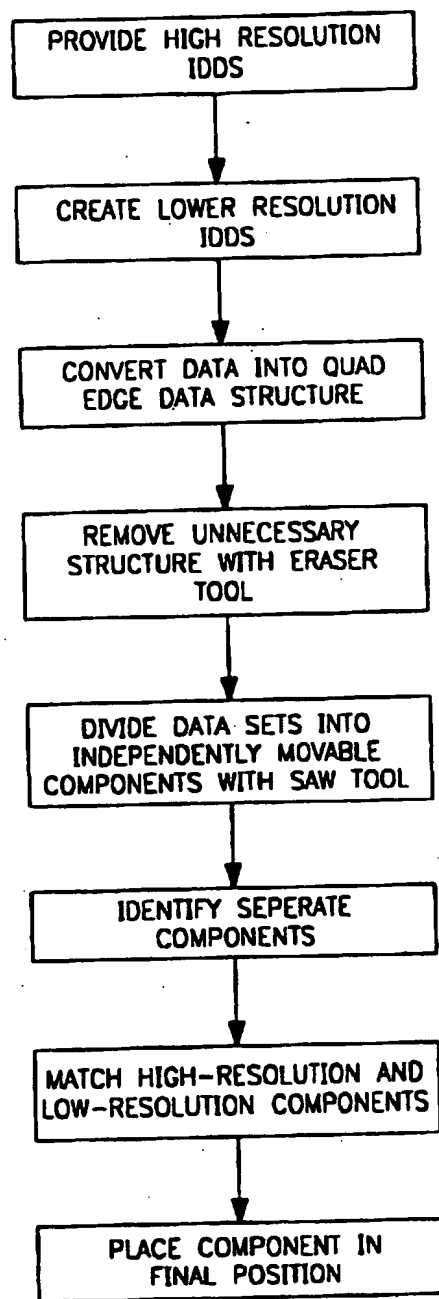 PROVIDE HIGH RESOLUTION
IDDS
CREATE LOWER RESOLUTION
IDDS
CONVERT DATA INTO QUAD
EDGE DATA STRUCTURE
REMOVE UNNECESSARY
STRUCTURE WITH ERASER
TOOL
DIVIDE DATA SETS INTO
INDEPENDENTLY MOVABLE
COMPONENTS WITH SAW TOOL
IDENTIFY SEPERATE
COMPONENTS
MATCH HIGH-RESOLUTION AND
LOW-RESOLUTION COMPONENTS
PLACE COMPONENT IN
FINAL POSITION